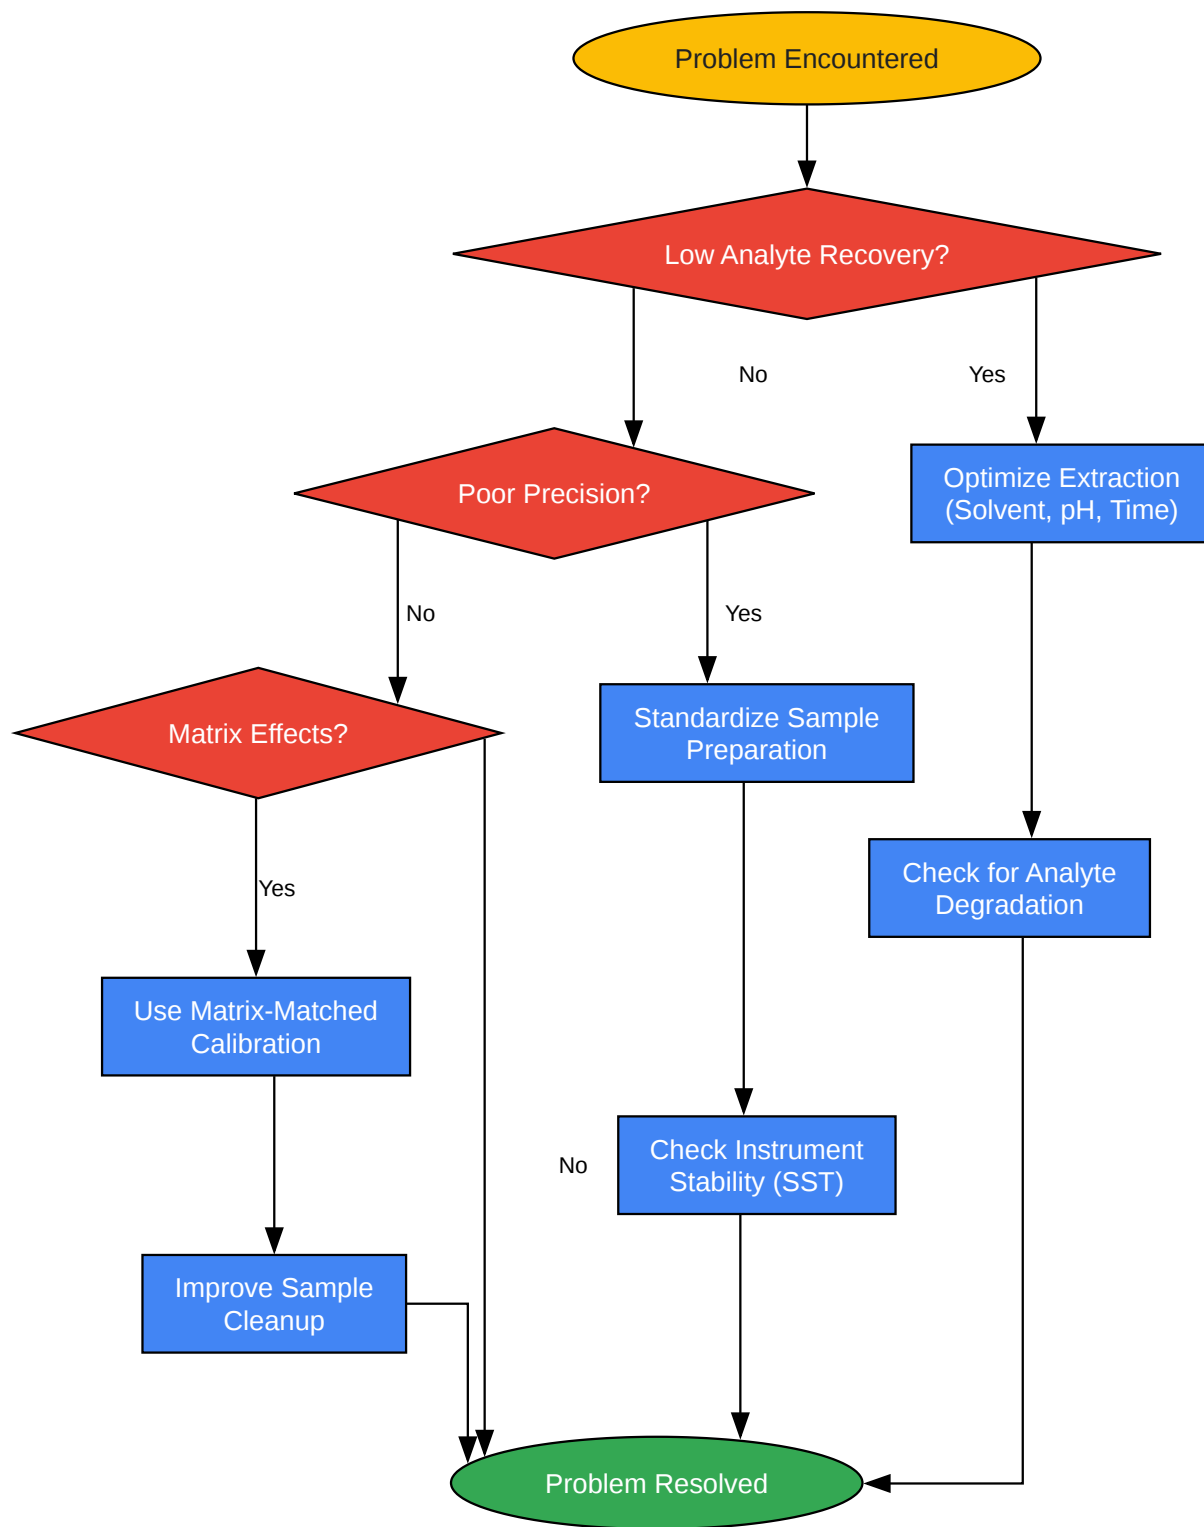 Problem Encountered
Low Analyte Recovery?
No
Yes
Poor Precision?
Optimize Extraction
(Solvent, pH, Time)
No
Yes
Matrix Effects?
Standardize Sample
Preparation
Yes
Check for Analyte
Degradation
Use Matrix-Matched
Calibration
No
Check Instrument
Stability (SST)
Improve Sample
Cleanup
Problem Resolved